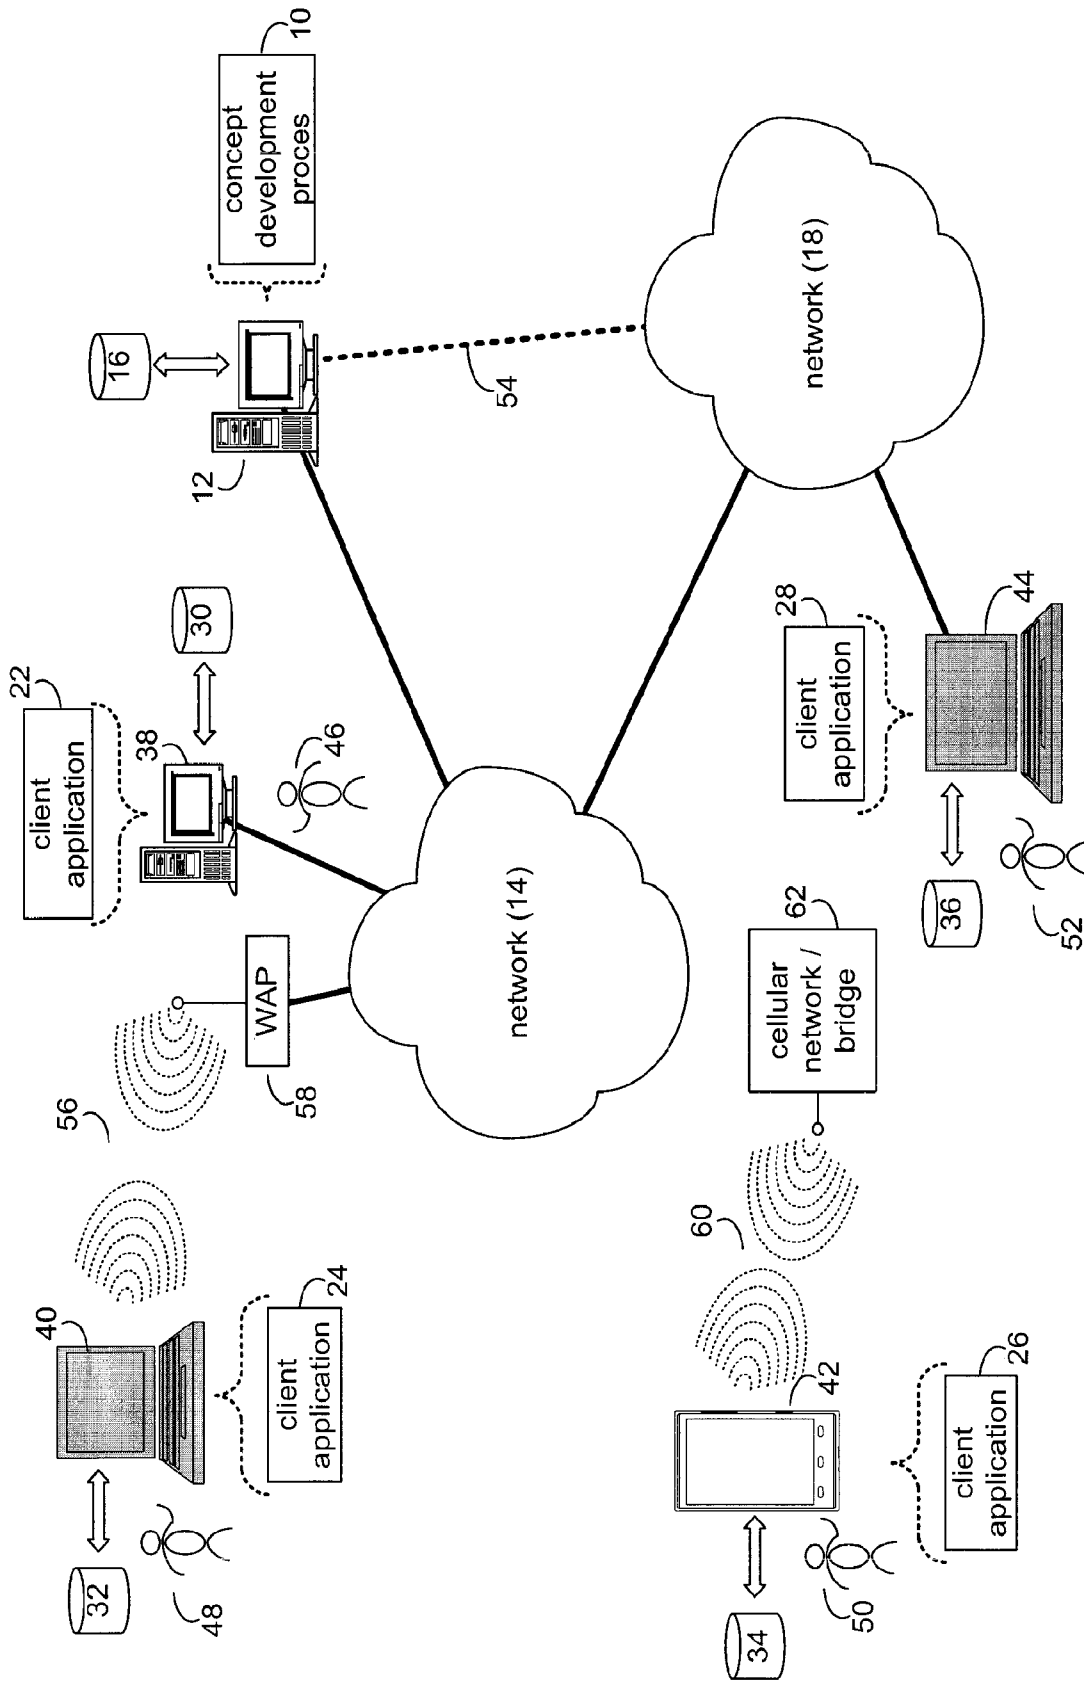 40
32
48
client
application
24
56
WAP
58
22
client
application
38
30
46
16
12
concept
development
proces
10
54
network (14)
network (18)
34
50
42
client
application
26
60
cellular
network /
bridge
62
28
client
application
44
36
52